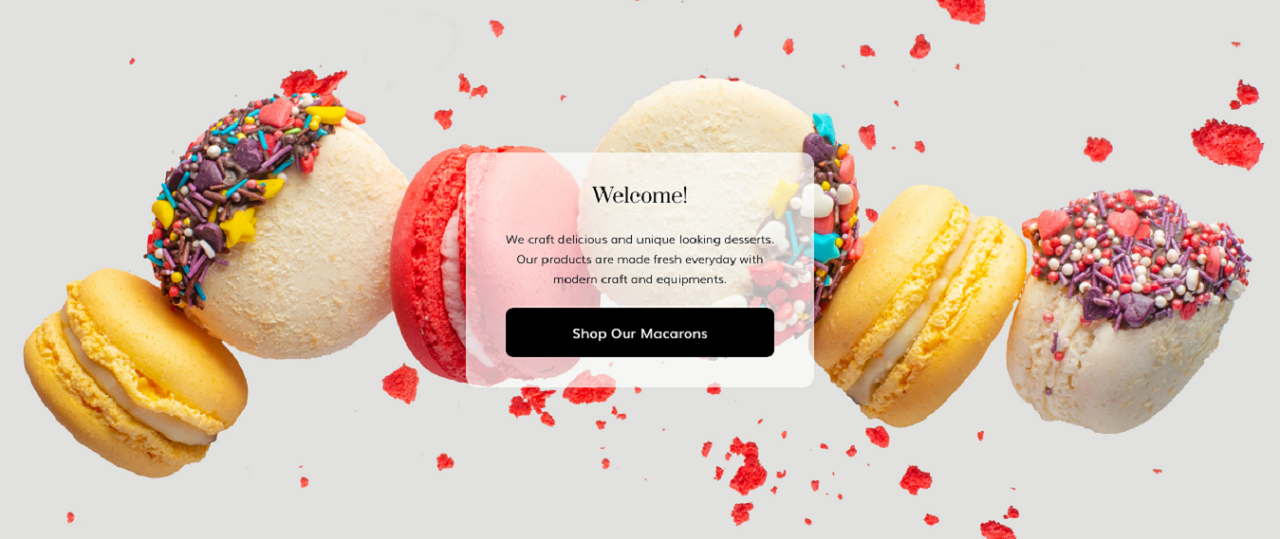 Welcome!
We craft delicious and unique looking desserts.
Our products are made fresh everyday with
modern craft and equipments.
Shop Our Macarons